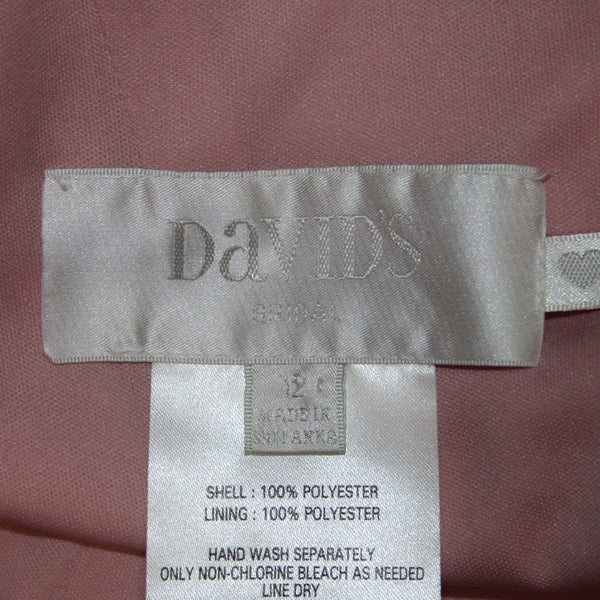 DaVID'S
BRIDAL
12
MADE IN
SRI LANKA
SHELL : 100% POLYESTER
LINING : 100% POLYESTER
HAND WASH SEPARATELY
ONLY NON-CHLORINE BLEACH AS NEEDED
LINE DRY